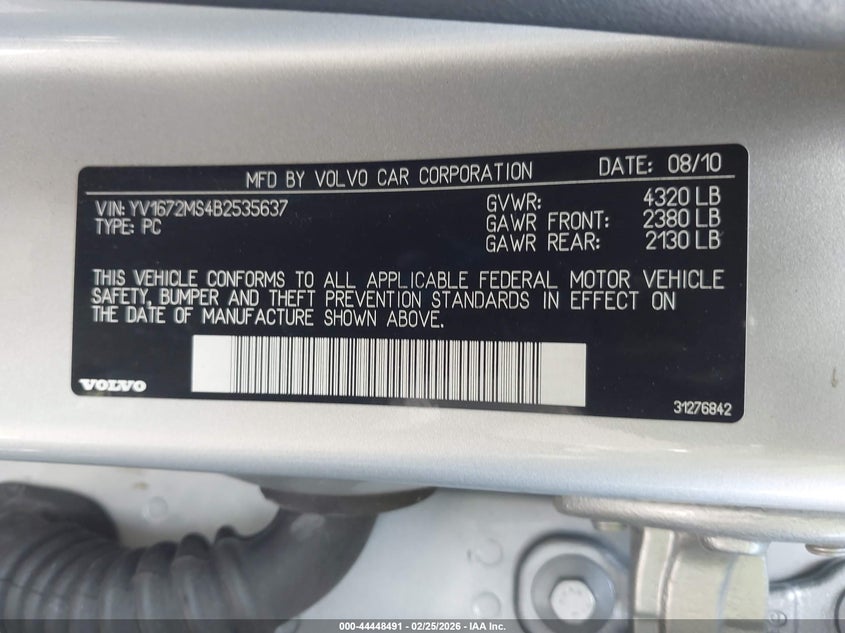 MFD BY VOLVO CAR CORPORATION DATE: 08/10
VIN: YV1672MS4B2535637 GVWR: 4320 LB
TYPE: PC GAWR FRONT: 2380 LB
GAWR REAR: 2130 LB
THIS VEHICLE CONFORMS TO ALL APPLICABLE FEDERAL MOTOR VEHICLE
SAFETY, BUMPER AND THEFT PREVENTION STANDARDS IN EFFECT ON
THE DATE OF MANUFACTURE SHOWN ABOVE.
VOLVO
31276842
000-44448491 - 02/25/2026 - IAA Inc.